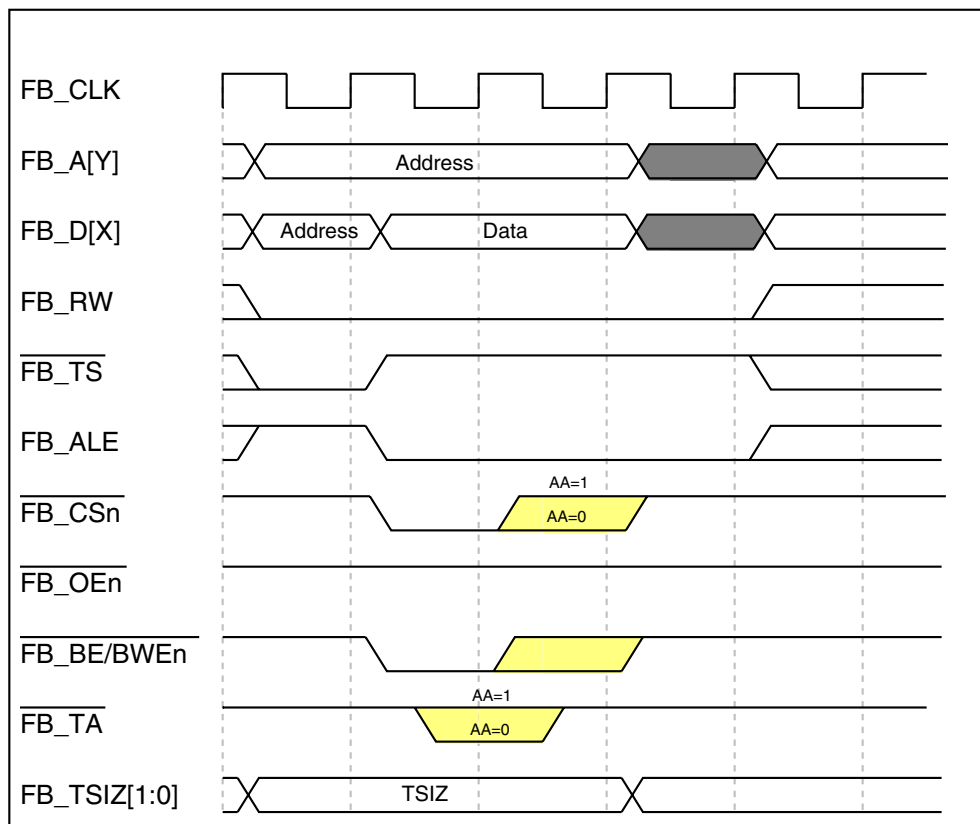 FB_CLK
FB_A[Y]
Address
FB_D[X]
Address
Data
FB_RW
FB_TS
FB_ALE
AA=1
FB_CSn
AA=0
FB_OEn
FB_BE/BWEn
AA=1
FB_TA
AA=0
FB_TSIZ[1:0]
TSIZ